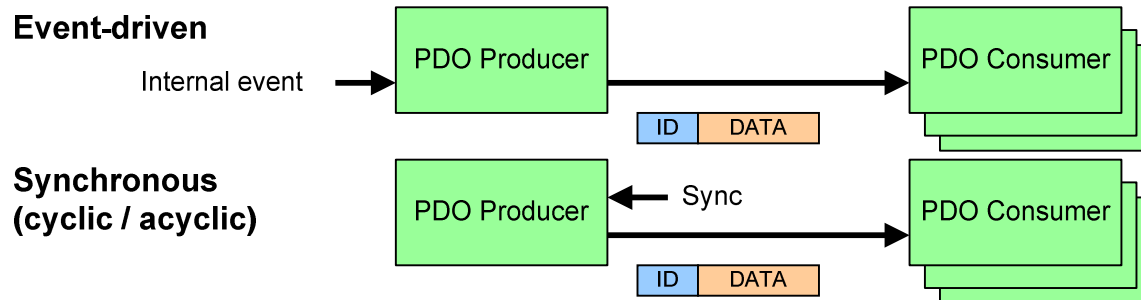 Event-driven
Internal event
PDO Producer
PDO Consumer
ID DATA
Synchronous
(cyclic / acyclic)
PDO Producer
Sync
PDO Consumer
ID DATA